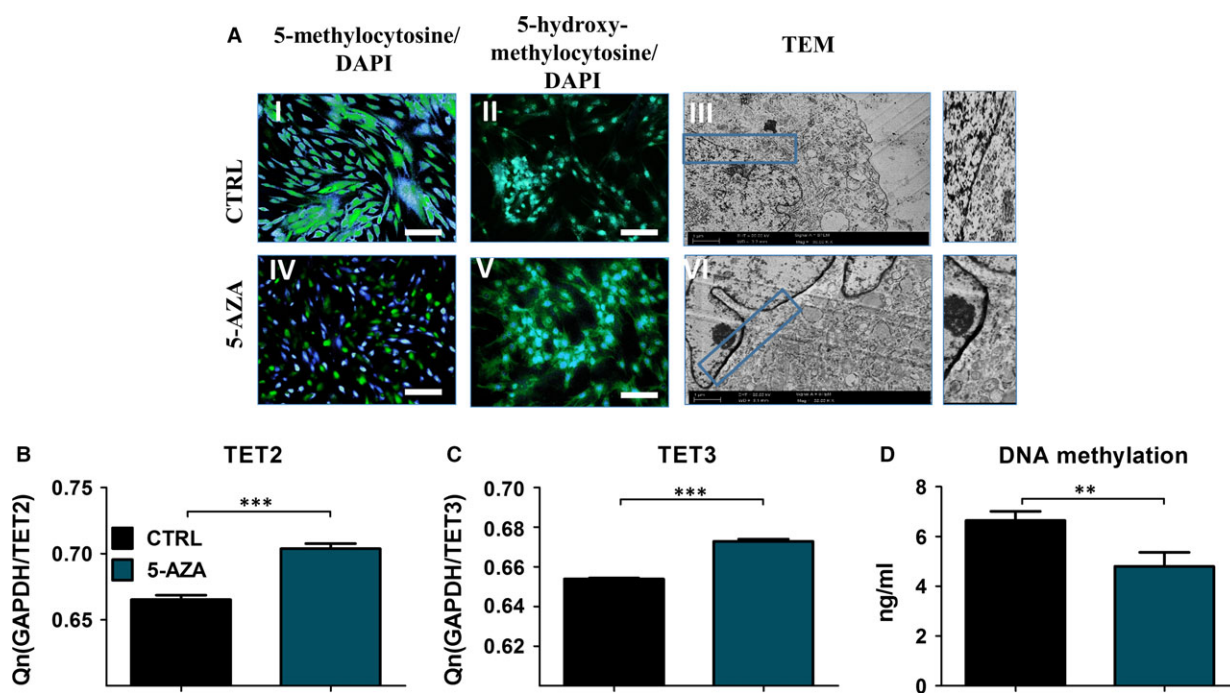 A
5-methylocytosine/
DAPI
5-hydroxy-
methylocytosine/
DAPI
TEM
CTRL
I
II
III
5-AZA
IV
V
VI
B
TET2
Qn(GAPDH/TET2)
0.75
0.70
0.65
***
CTRL
5-AZA
C
TET3
Qn(GAPDH/TET3)
0.70
0.68
0.66
0.64
0.62
***
D
DNA methylation
ng/ml
8
6
4
2
0
**